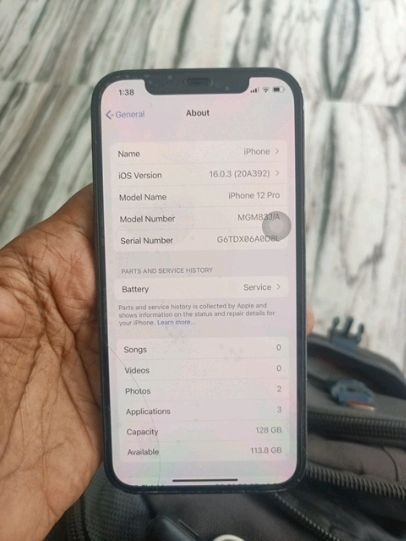 1:38
General
About
Name iPhone
iOS Version 16.0.3 (20A392)
Model Name iPhone 12 Pro
Model Number
Serial Number
PARTS AND SERVICE HISTORY
Battery Service
Parts and service history is collected by Apple and
shows information on the status and repair details for
your iPhone. Learn more...
Songs 0
Videos 0
Photos 2
Applications 3
Capacity 128 GB
Available 113.8 GB